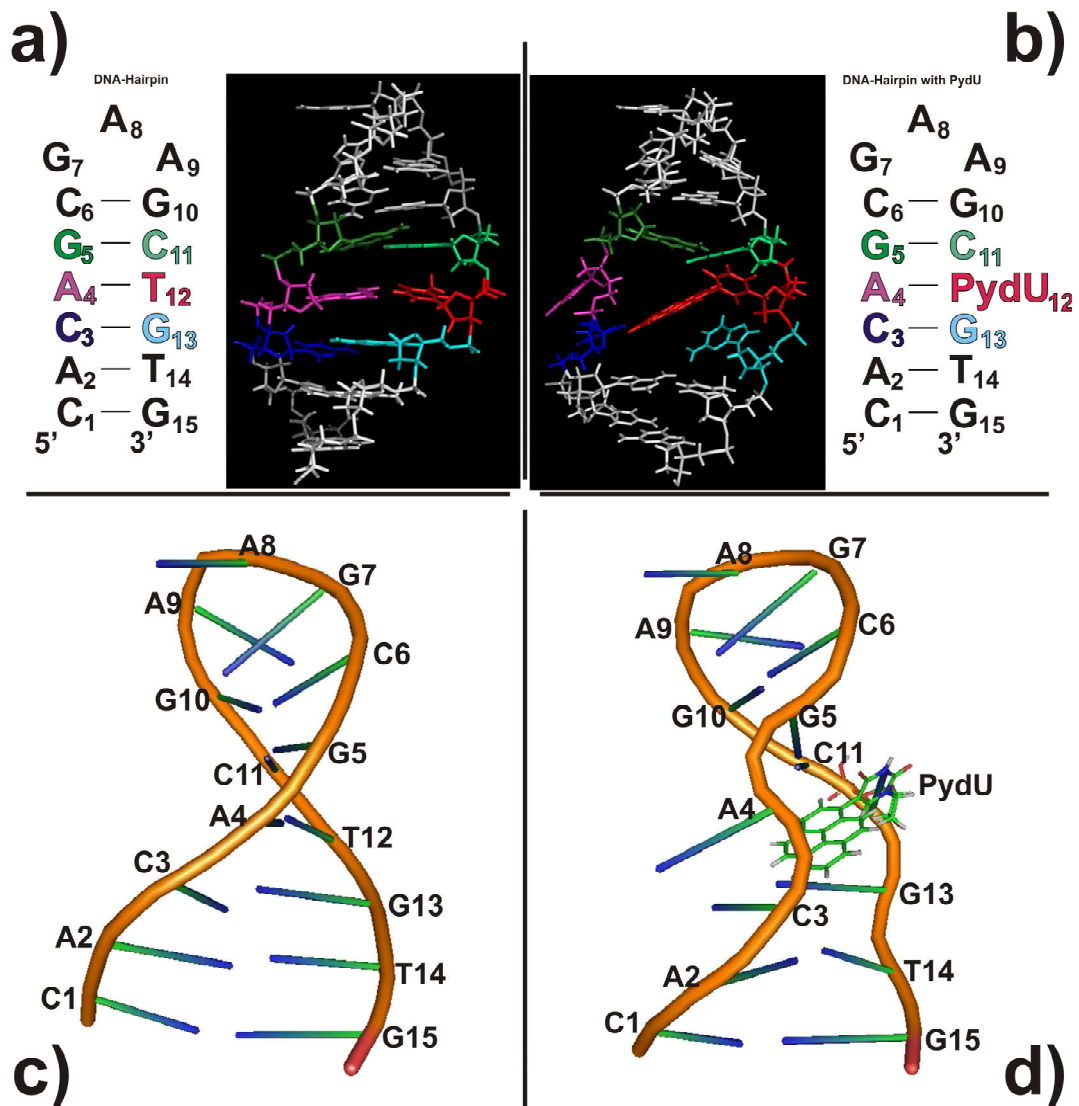 a)
DNA-Hairpin
A8
G7 A9
C6 — G10
G5 — C11
A4 — T12
C3 — G13
A2 — T14
C1 — G15
5’ 3’
b)
DNA-Hairpin with PydU
A8
G7 A9
C6 — G10
G5 — C11
A4 — PydU12
C3 — G13
A2 — T14
C1 — G15
5’ 3’
c)
A8
G7
A9
C6
G10
G5
C11
A4
T12
C3
G13
A2
T14
C1
G15
d)
A8
G7
A9
C6
G10
G5
C11
PydU
A4
G13
C3
A2
T14
C1
G15